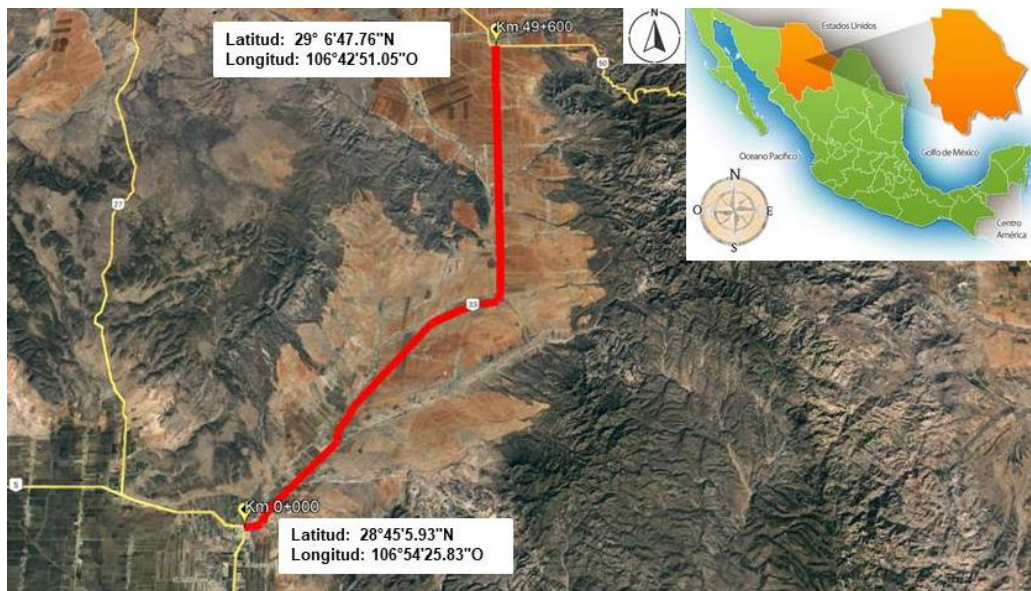 Latitud: 29° 6'47.76"N
Longitud: 106°42'51.05"O
Km 49+600
N
Estados Unidos
50
Oceano Pacífico
Golfo de México
N
O
E
S
Centro
América
27
33
5
Km 0+000
Latitud: 28°45'5.93"N
Longitud: 106°54'25.83"O